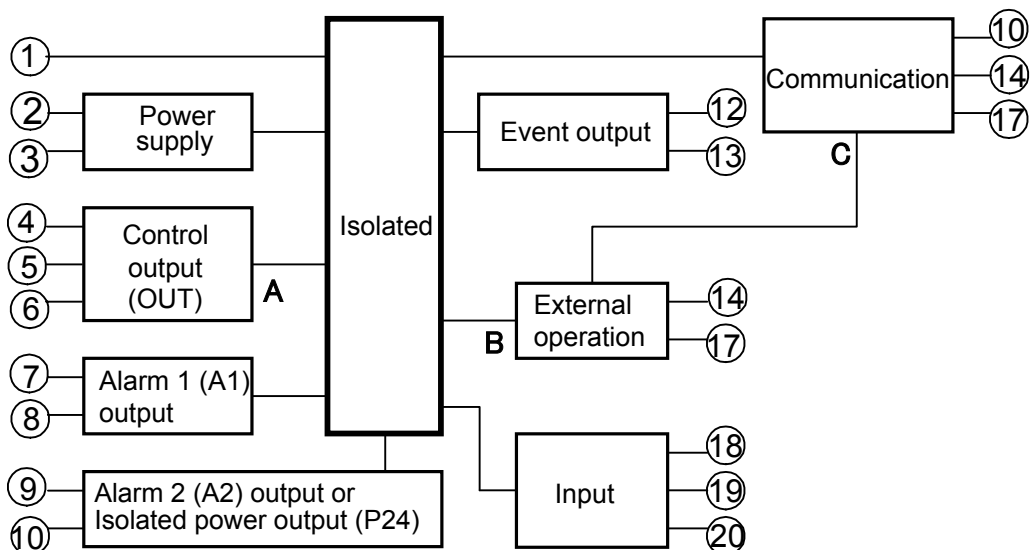 1
2
3
Power
supply
4
5
6
Control
output
(OUT)
A
7
8
Alarm 1 (A1)
output
9
10
Alarm 2 (A2) output or
Isolated power output (P24)
Isolated
Communication
10
14
17
C
Event output
12
13
B
External
operation
14
17
Input
18
19
20